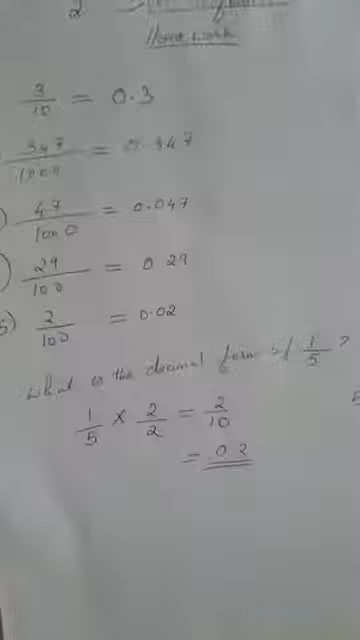 2
Home work
3/10 = 0.3
347/1000 = 0.347
) 47/1000 = 0.047
) 29/100 = 0.29
5) 2/100 = 0.02
What is the decimal form of 1/5 ?
1/5 × 2/2 = 2/10
= 0.2